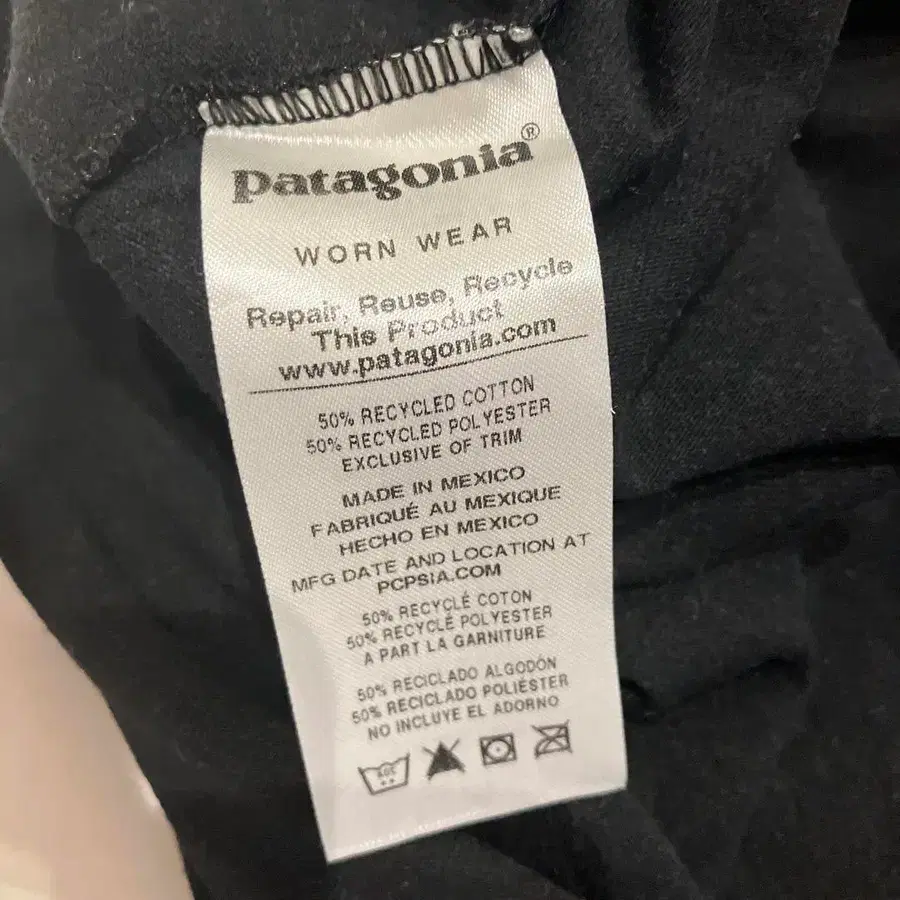 patagonia®
WORN WEAR
Repair, Reuse, Recycle
This Product
www.patagonia.com
50% RECYCLED COTTON
50% RECYCLED POLYESTER
EXCLUSIVE OF TRIM
MADE IN MEXICO
FABRIQUÉ AU MEXIQUE
HECHO EN MEXICO
MFG DATE AND LOCATION AT
PCPSIA.COM
50% RECYCLÉ COTON
50% RECYCLÉ POLYESTER
A PART LA GARNITURE
50% RECICLADO ALGODÓN
50% RECICLADO POLIÉSTER
NO INCLUYE EL ADORNO